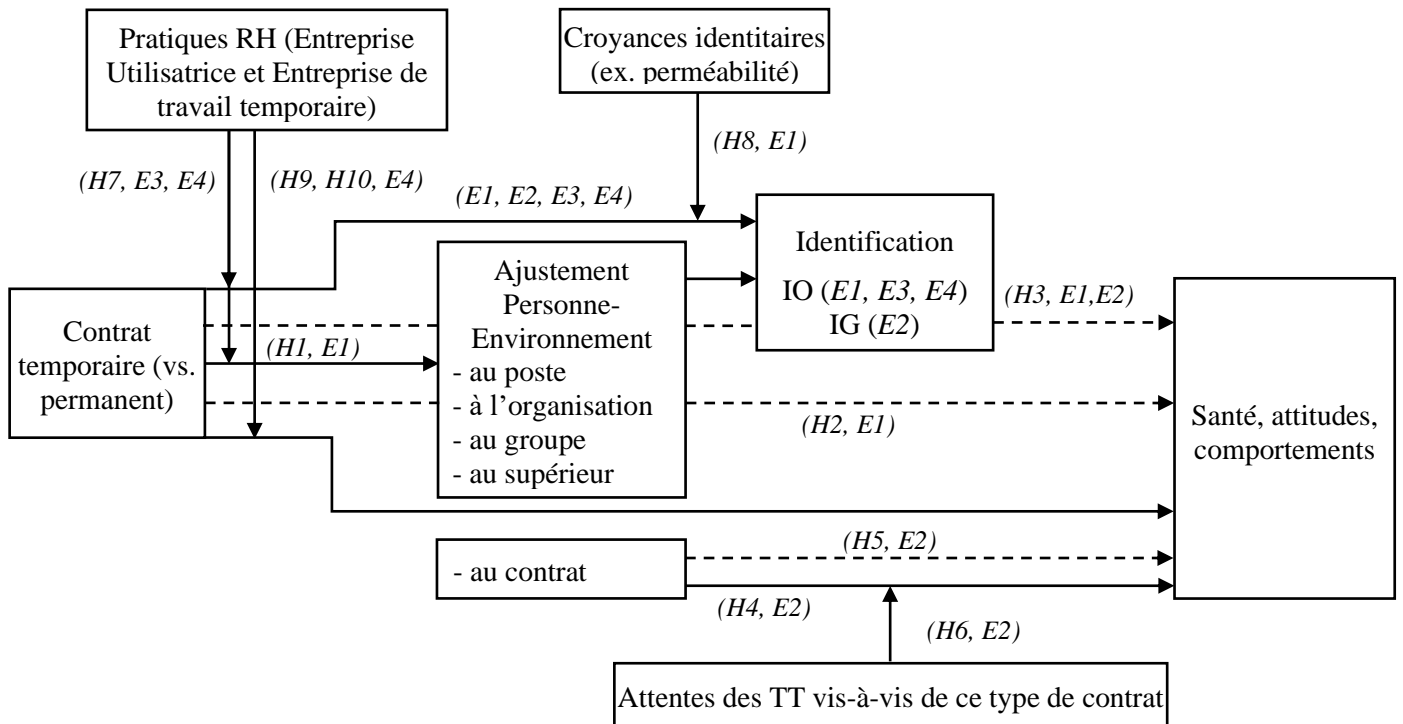 Pratiques RH (Entreprise
Utilisatrice et Entreprise de
travail temporaire)
Croyances identitaires
(ex. perméabilité)
(H8, E1)
(H7, E3, E4)
(H9, H10, E4)
(E1, E2, E3, E4)
Identification
IO (E1, E3, E4)
IG (E2)
Ajustement
Personne-
Environnement
- au poste
- à l’organisation
- au groupe
- au supérieur
(H3, E1,E2)
Contrat
temporaire (vs.
permanent)
(H1, E1)
(H2, E1)
Santé, attitudes,
comportements
(H5, E2)
- au contrat
(H4, E2)
(H6, E2)
Attentes des TT vis-à-vis de ce type de contrat